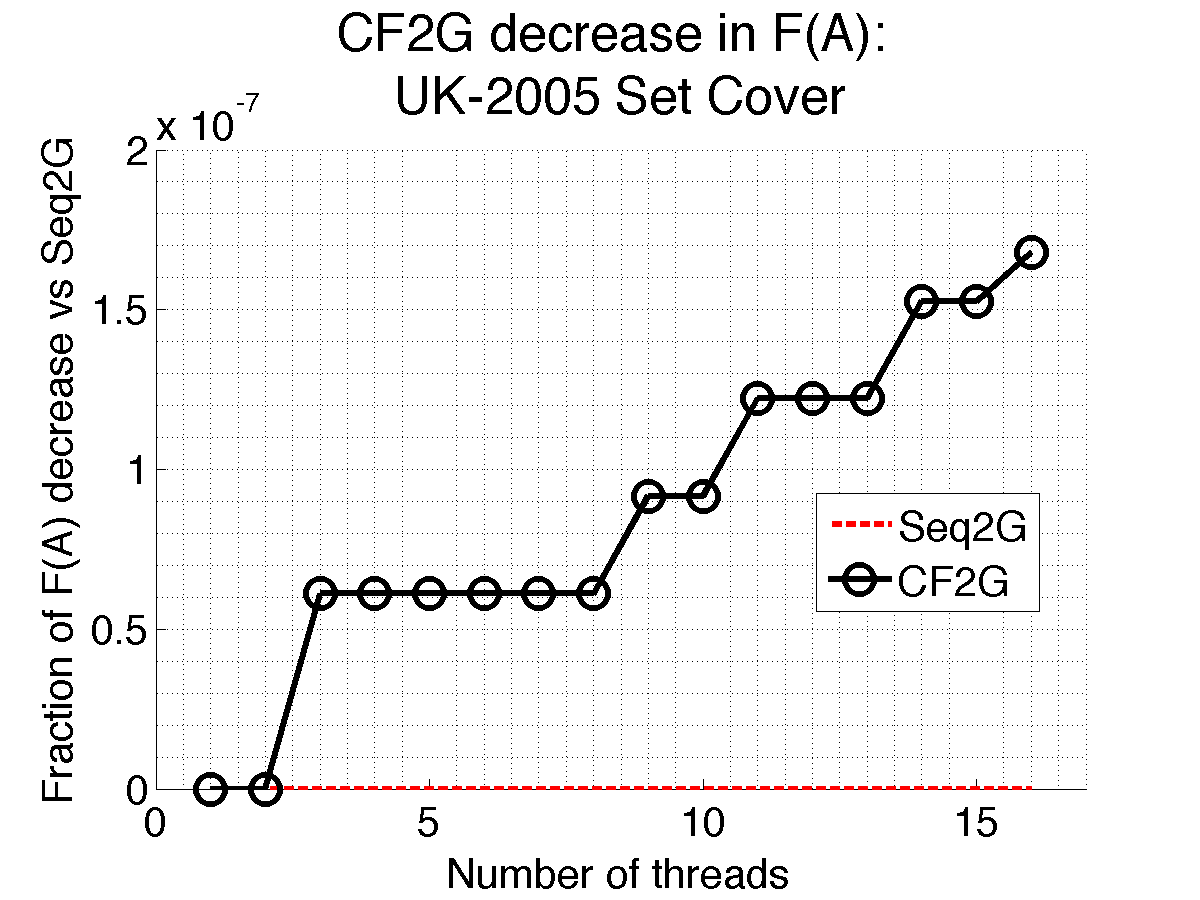 CF2G decrease in F(A):
UK-2005 Set Cover
x 10^-7
Fraction of F(A) decrease vs Seq2G
2
1.5
1
0.5
0
0 5 10 15
Number of threads
Seq2G
CF2G